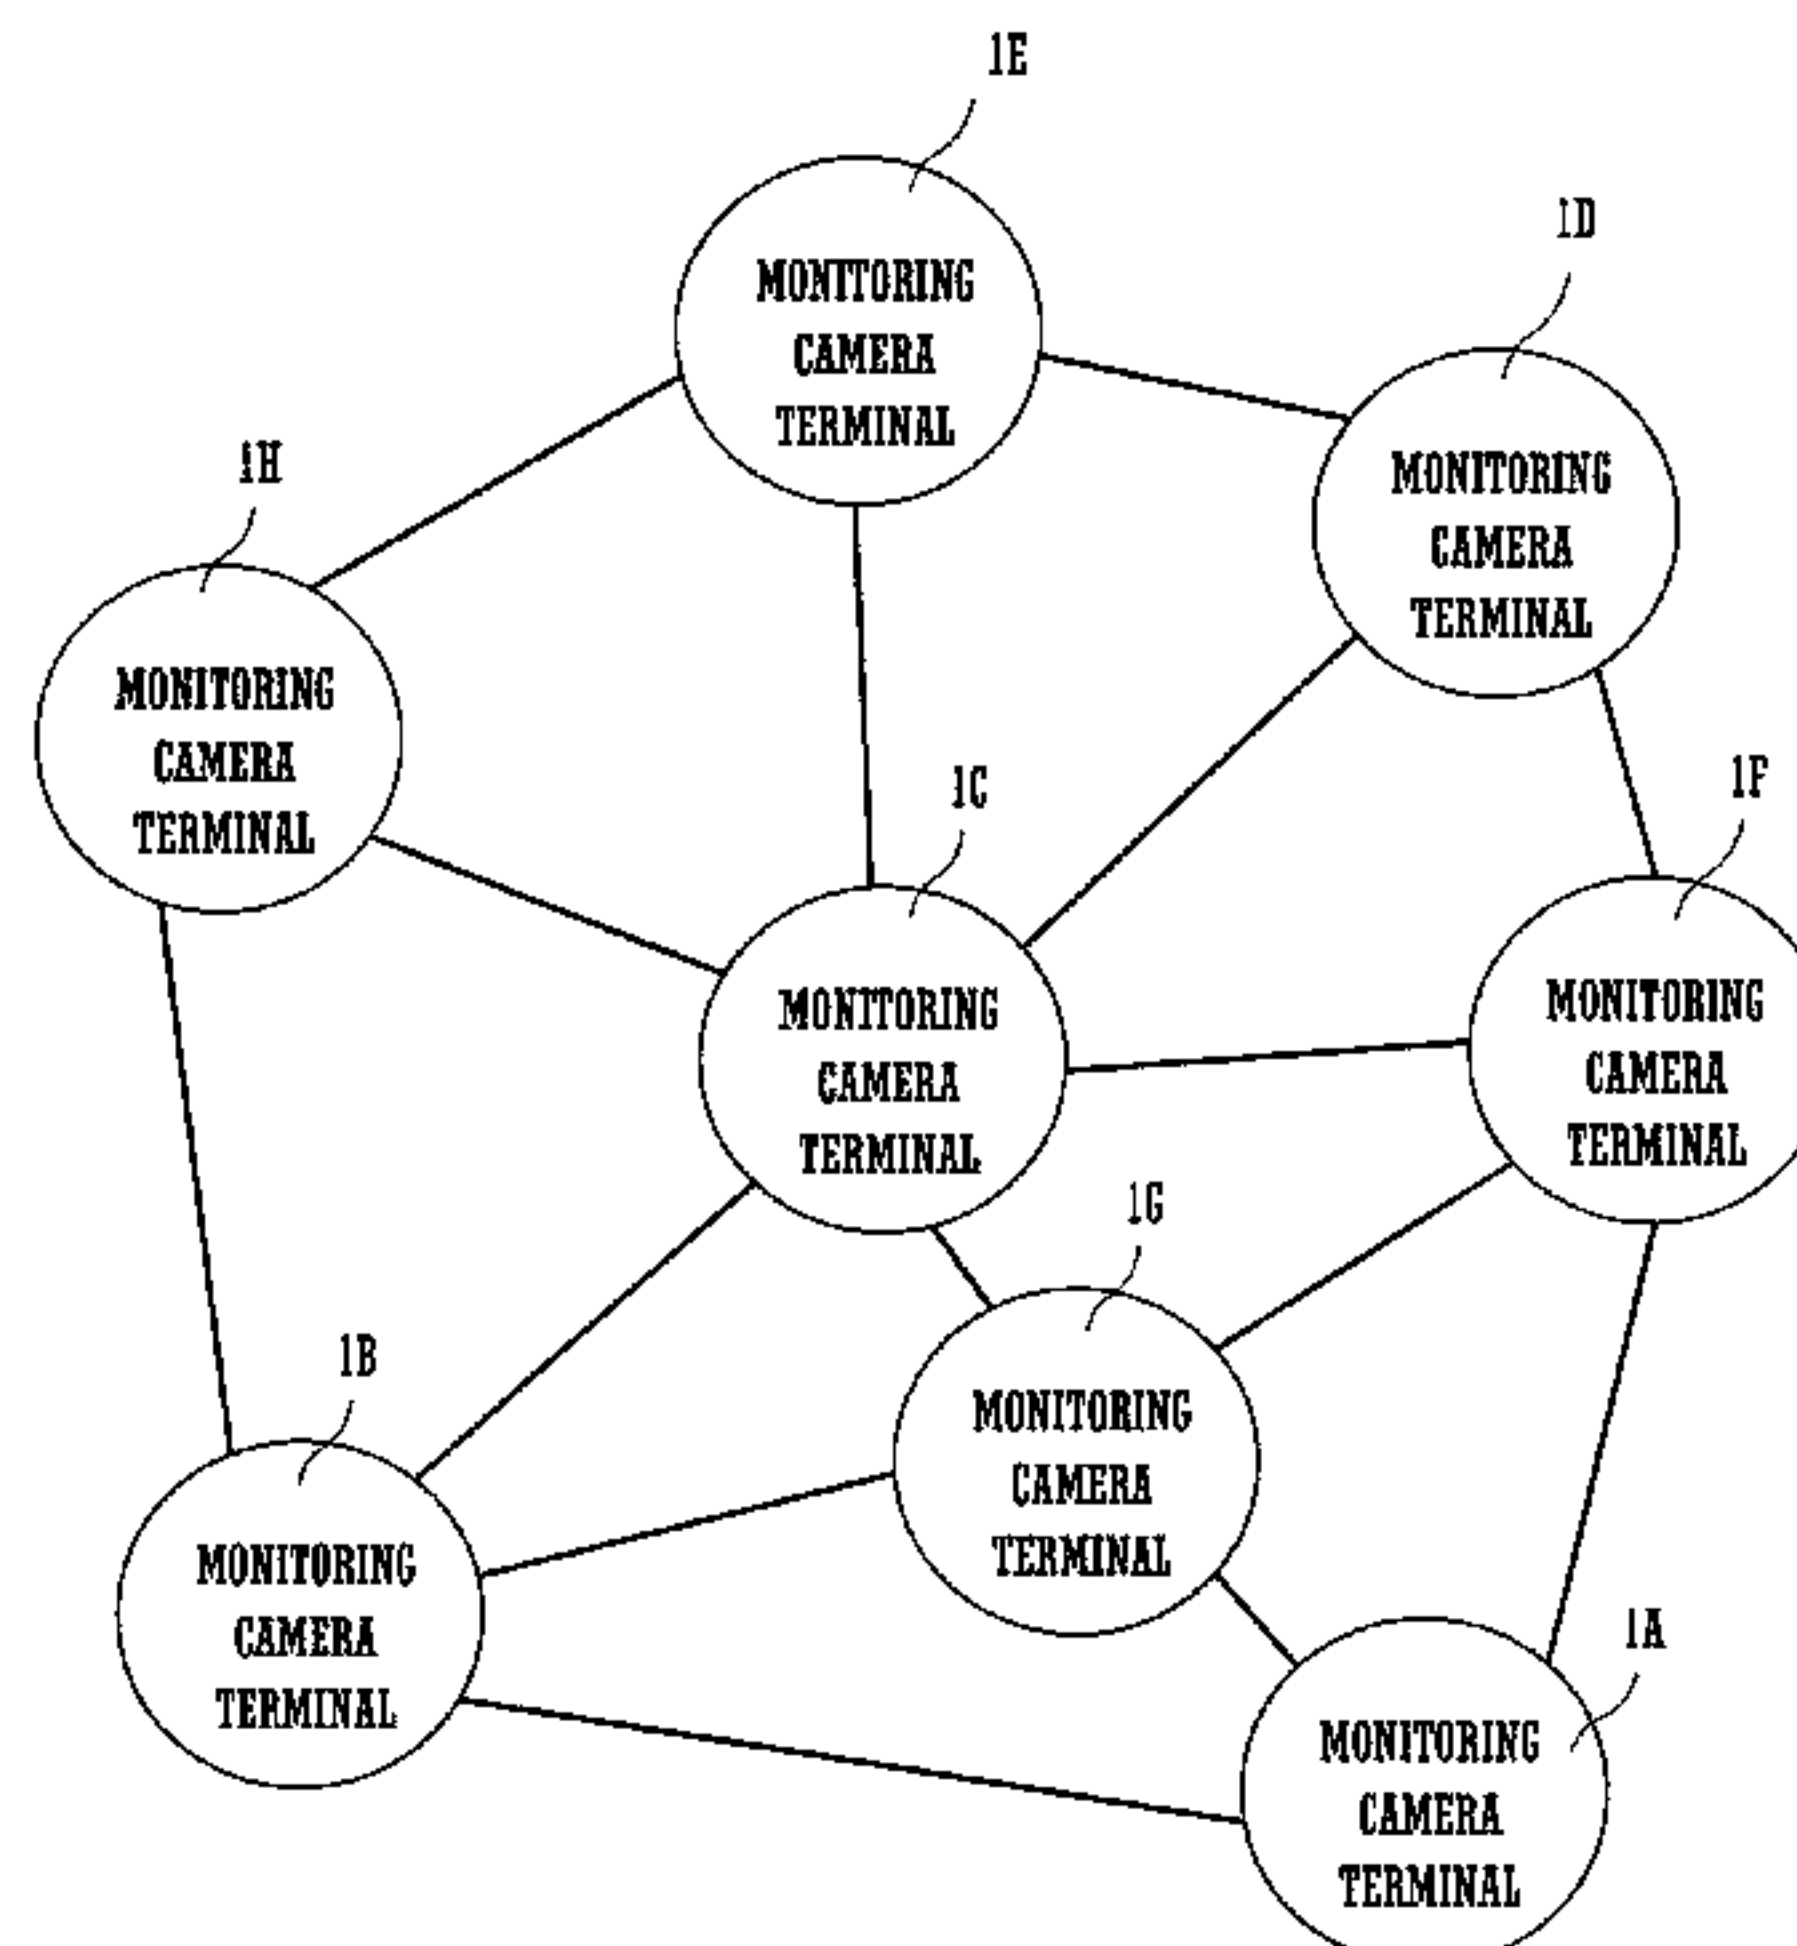 1E
MONITORING
CAMERA
TERMINAL
1D
MONITORING
CAMERA
TERMINAL
1H
MONITORING
CAMERA
TERMINAL
1C
MONITORING
CAMERA
TERMINAL
1F
MONITORING
CAMERA
TERMINAL
1G
MONITORING
CAMERA
TERMINAL
1B
MONITORING
CAMERA
TERMINAL
1A
MONITORING
CAMERA
TERMINAL